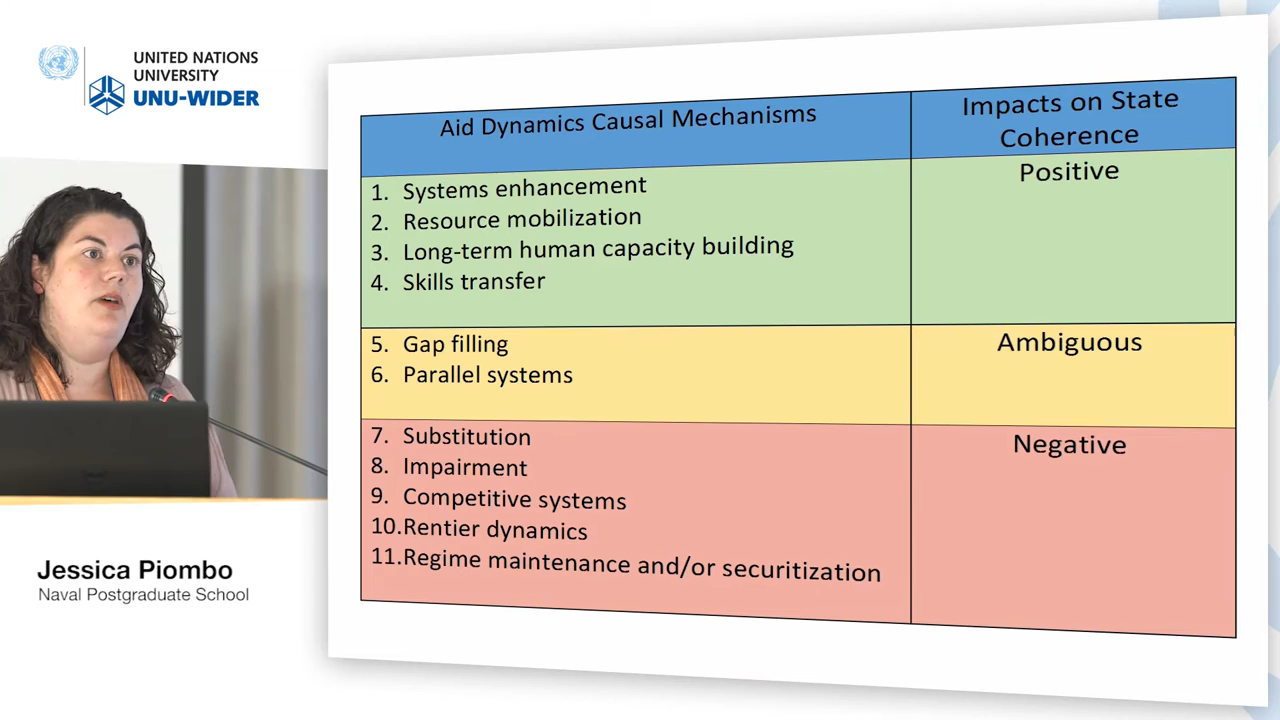 UNITED NATIONS
UNIVERSITY
UNU-WIDER
Aid Dynamics Causal Mechanisms
Impacts on State
Coherence
1. Systems enhancement
2. Resource mobilization
3. Long-term human capacity building
4. Skills transfer
Positive
5. Gap filling
6. Parallel systems
Ambiguous
7. Substitution
8. Impairment
9. Competitive systems
10.Rentier dynamics
11.Regime maintenance and/or securitization
Negative
Jessica Piombo
Naval Postgraduate School